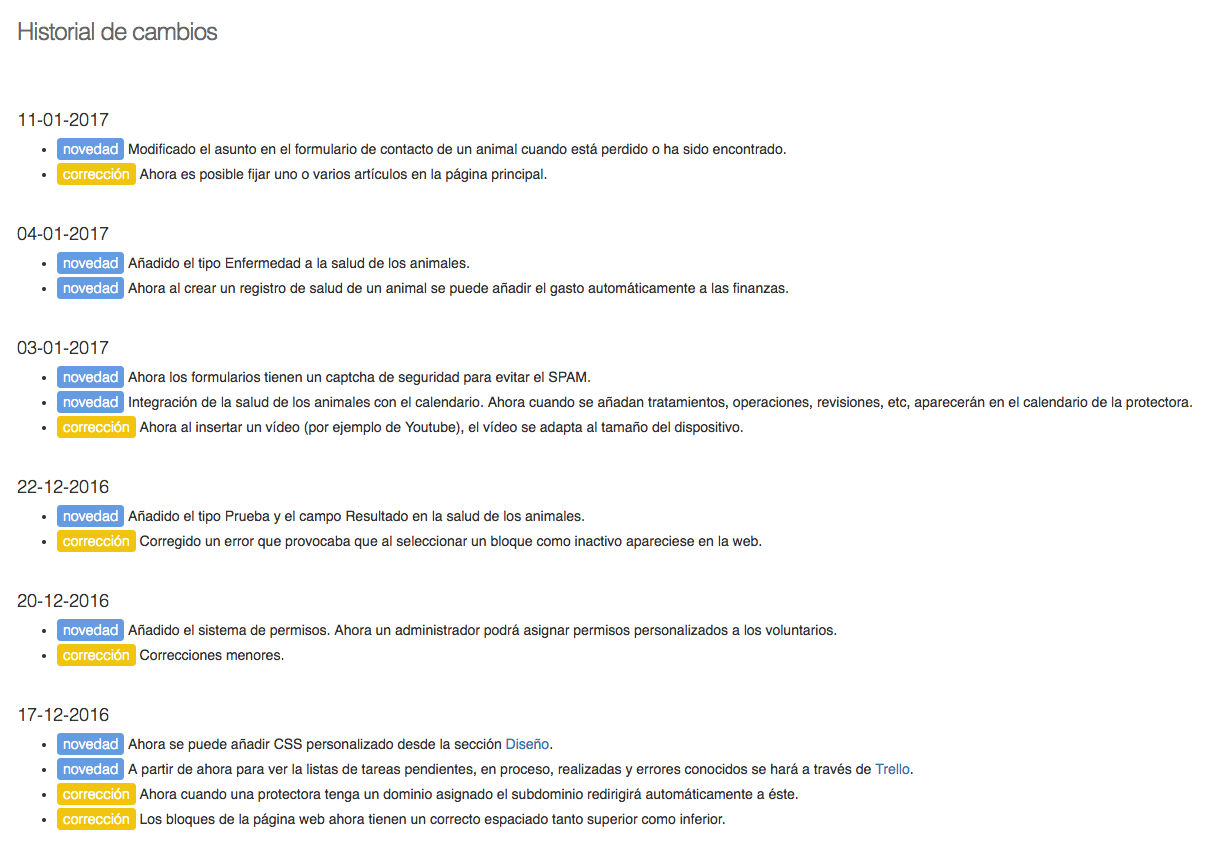 Historial de cambios
11-01-2017
novedad Modificado el asunto en el formulario de contacto de un animal cuando está perdido o ha sido encontrado.
corrección Ahora es posible fijar uno o varios artículos en la página principal.
04-01-2017
novedad Añadido el tipo Enfermedad a la salud de los animales.
novedad Ahora al crear un registro de salud de un animal se puede añadir el gasto automáticamente a las finanzas.
03-01-2017
novedad Ahora los formularios tienen un captcha de seguridad para evitar el SPAM.
novedad Integración de la salud de los animales con el calendario. Ahora cuando se añadan tratamientos, operaciones, revisiones, etc, aparecerán en el calendario de la protectora.
corrección Ahora al insertar un vídeo (por ejemplo de Youtube), el vídeo se adapta al tamaño del dispositivo.
22-12-2016
novedad Añadido el tipo Prueba y el campo Resultado en la salud de los animales.
corrección Corregido un error que provocaba que al seleccionar un bloque como inactivo apareciese en la web.
20-12-2016
novedad Añadido el sistema de permisos. Ahora un administrador podrá asignar permisos personalizados a los voluntarios.
corrección Correcciones menores.
17-12-2016
novedad Ahora se puede añadir CSS personalizado desde la sección Diseño.
novedad A partir de ahora para ver la listas de tareas pendientes, en proceso, realizadas y errores conocidos se hará a través de Trello.
corrección Ahora cuando una protectora tenga un dominio asignado el subdominio redirigirá automáticamente a éste.
corrección Los bloques de la página web ahora tienen un correcto espaciado tanto superior como inferior.